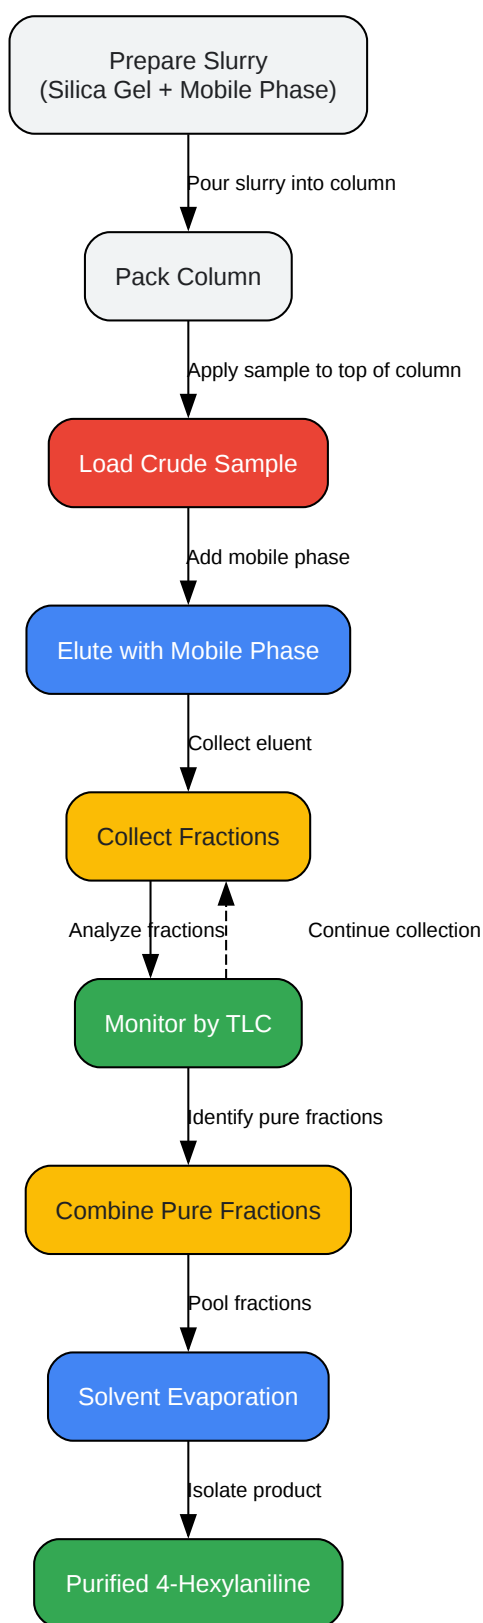 Prepare Slurry
(Silica Gel + Mobile Phase)
Pour slurry into column
Pack Column
Apply sample to top of column
Load Crude Sample
Add mobile phase
Elute with Mobile Phase
Collect eluent
Collect Fractions
Analyze fractions
Continue collection
Monitor by TLC
Identify pure fractions
Combine Pure Fractions
Pool fractions
Solvent Evaporation
Isolate product
Purified 4-Hexylaniline